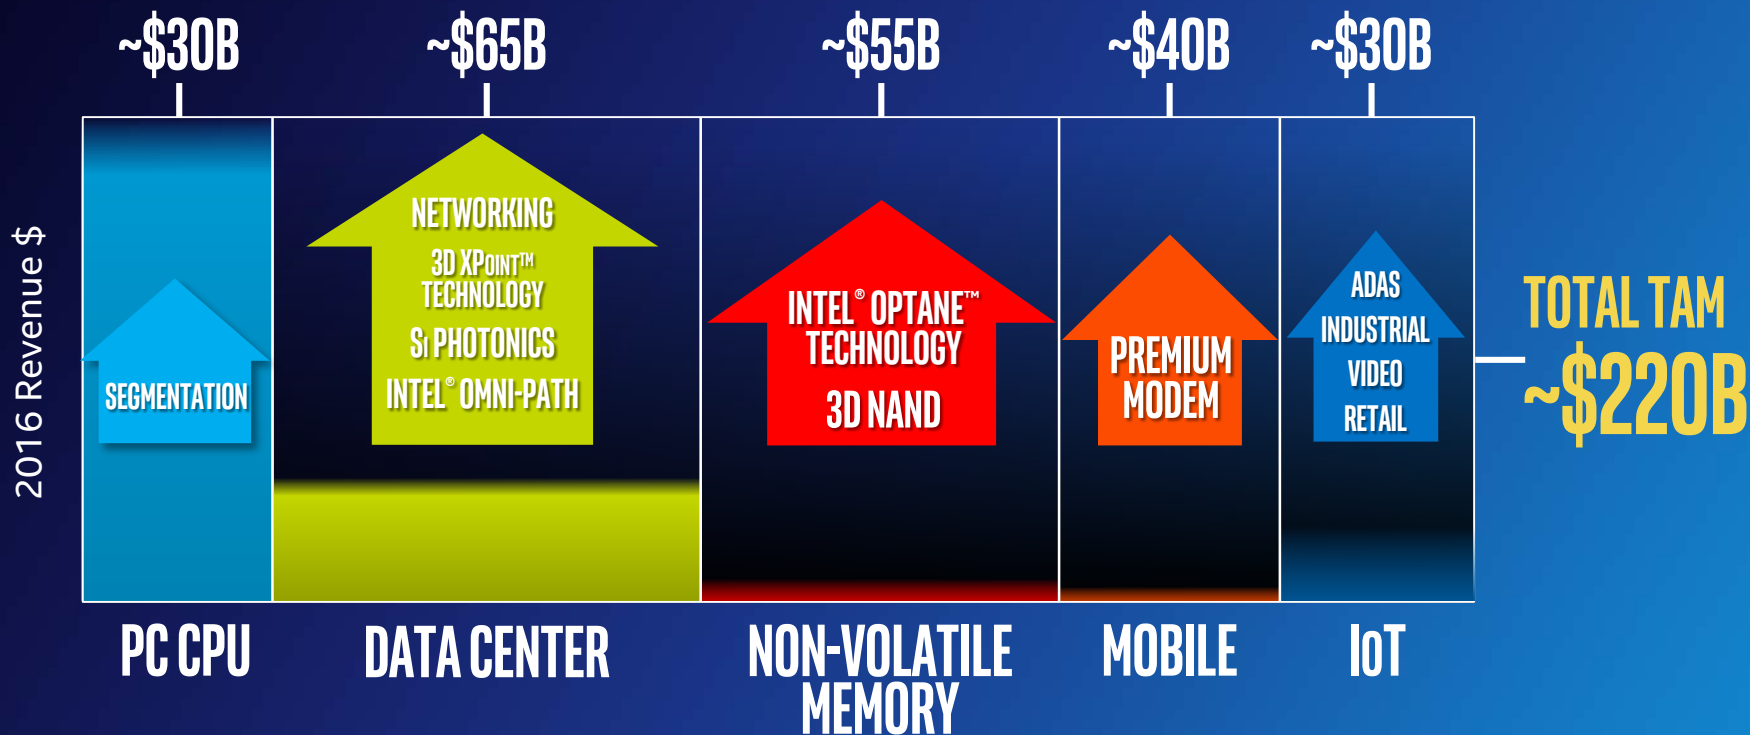 ~$30B
~$65B
~$55B
~$40B
~$30B
2016 Revenue $
SEGMENTATION
NETWORKING
3D XPOINT™
TECHNOLOGY
Si PHOTONICS
INTEL® OMNI-PATH
INTEL® OPTANE™
TECHNOLOGY
3D NAND
PREMIUM
MODEM
ADAS
INDUSTRIAL
VIDEO
RETAIL
TOTAL TAM
~$220B
PC CPU
DATA CENTER
NON-VOLATILE
MEMORY
MOBILE
IoT